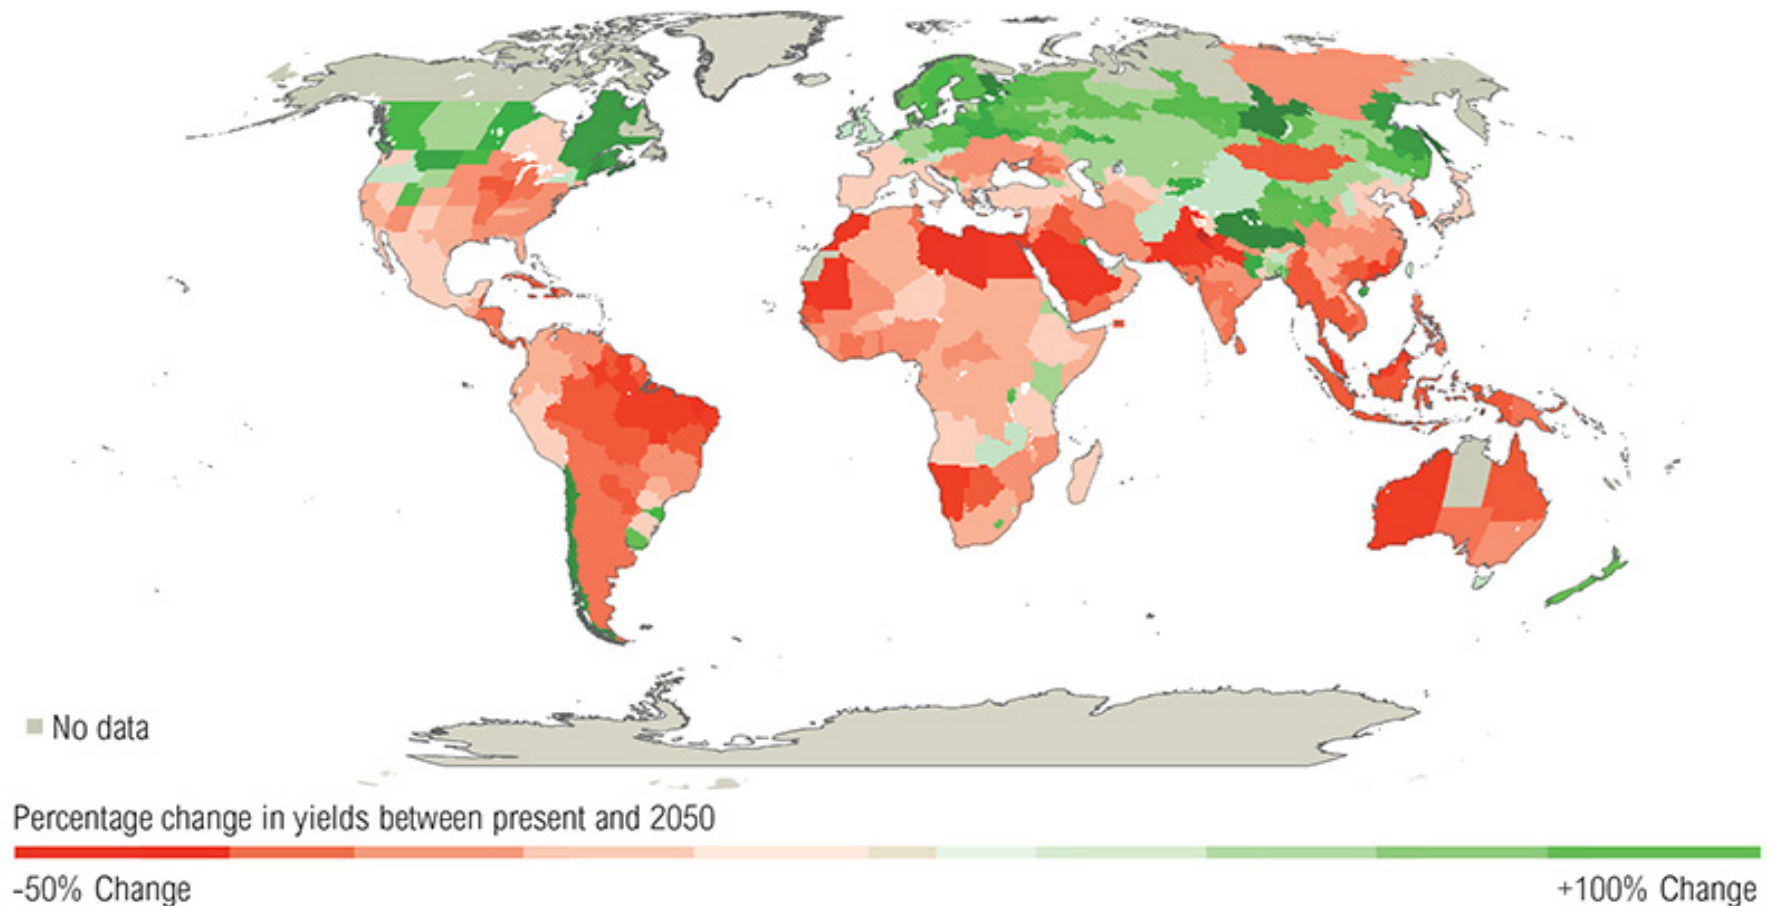 No data
Percentage change in yields between present and 2050
-50% Change
+100% Change